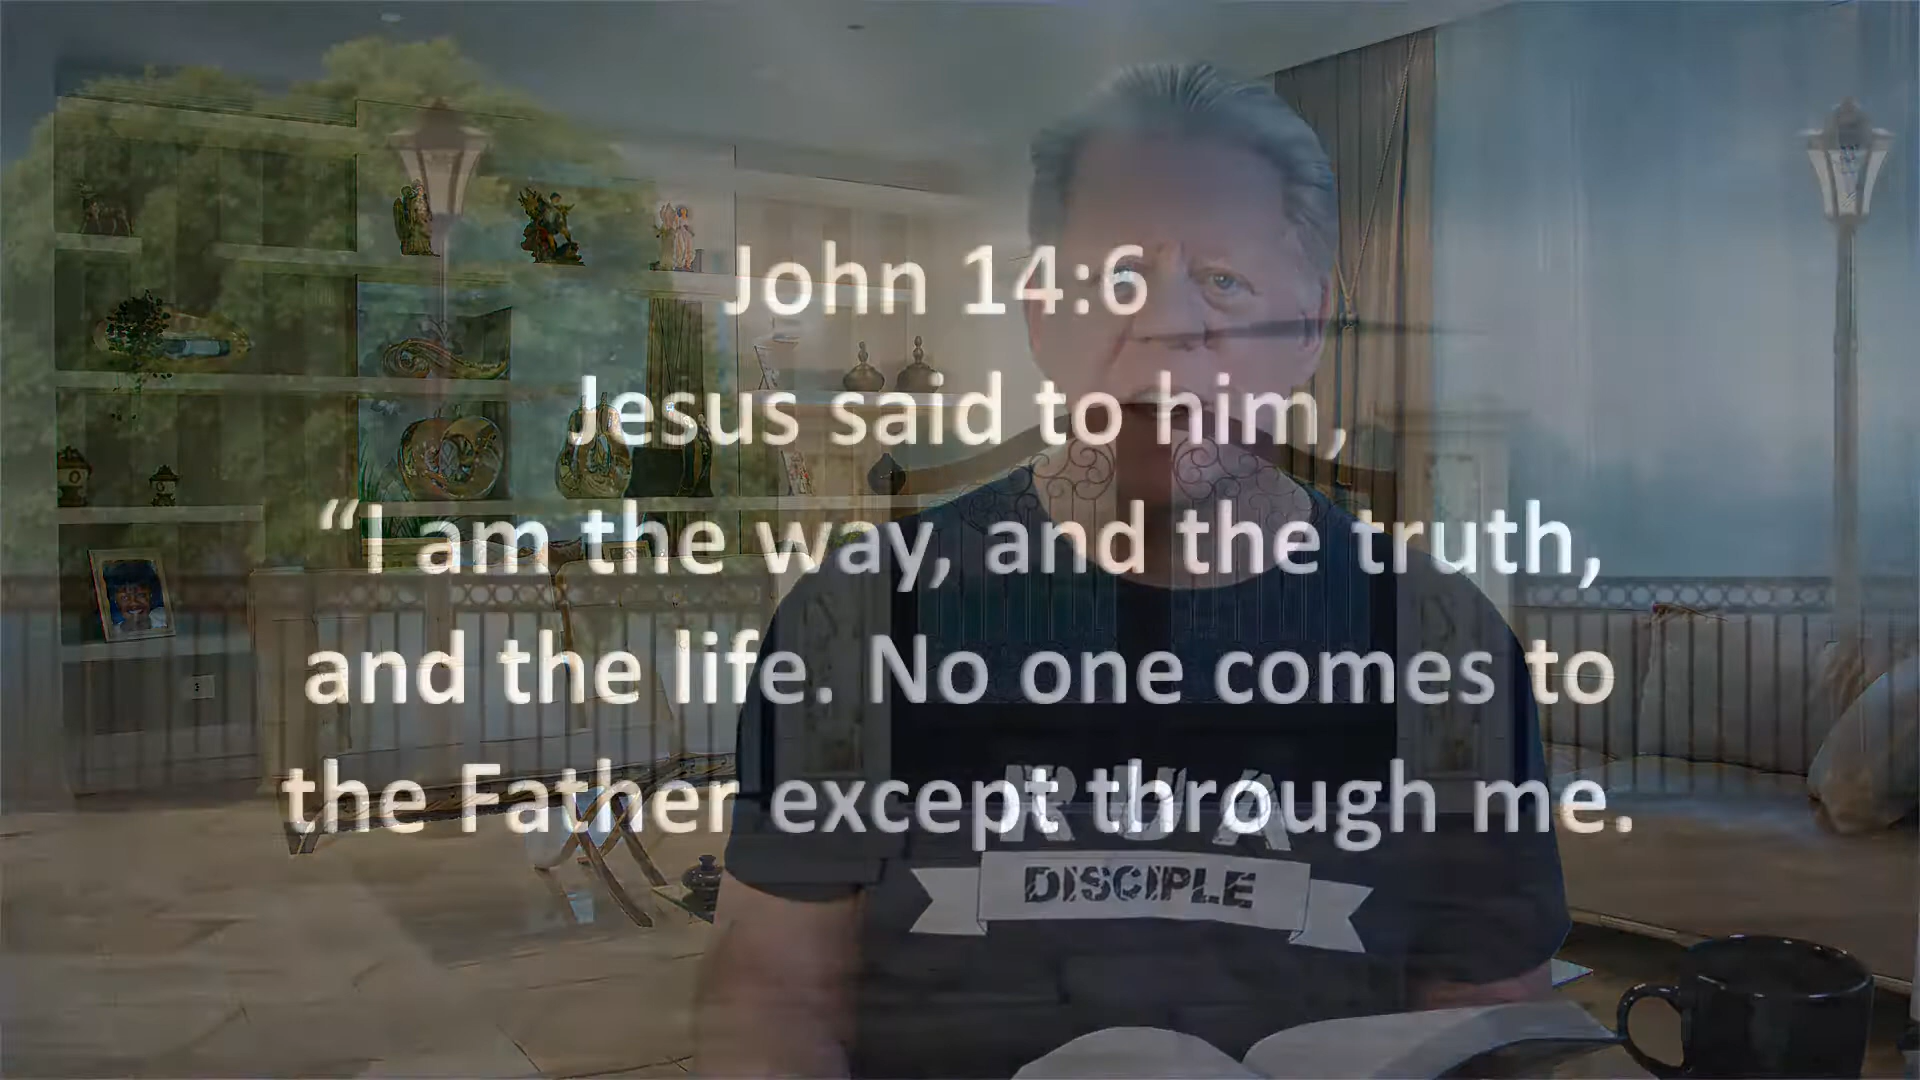 John 14:6
Jesus said to him,
“I am the way, and the truth,
and the life. No one comes to
the Father except through me.
R U A
DISCIPLE